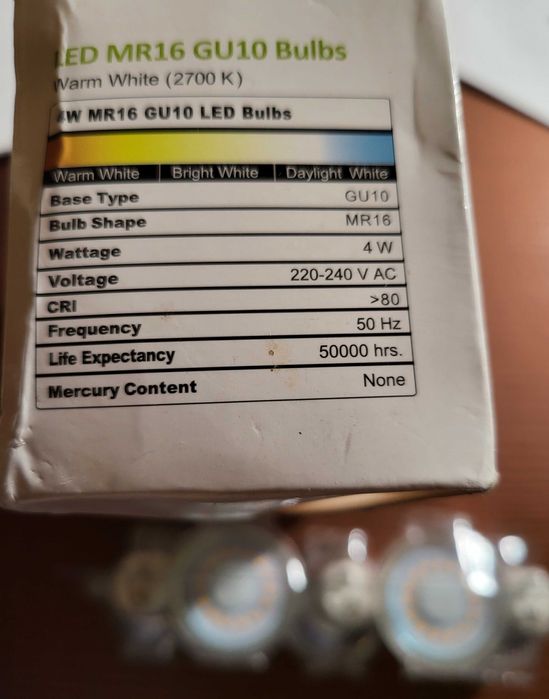 LED MR16 GU10 Bulbs
Warm White (2700 K)
4W MR16 GU10 LED Bulbs
Warm White Bright White Daylight White
Base Type GU10
Bulb Shape MR16
Wattage 4 W
Voltage 220-240 V AC
CRI >80
Frequency 50 Hz
Life Expectancy 50000 hrs.
Mercury Content None